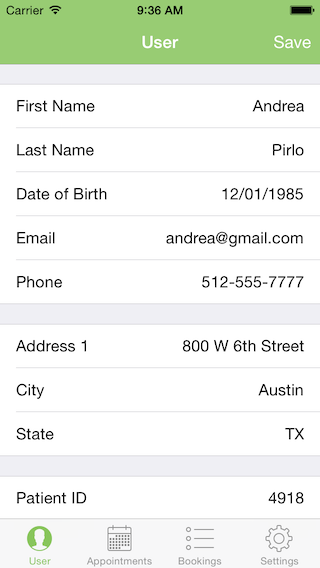 Carrier 9:36 AM
User Save
First Name Andrea
Last Name Pirlo
Date of Birth 12/01/1985
Email andrea@gmail.com
Phone 512-555-7777
Address 1 800 W 6th Street
City Austin
State TX
Patient ID 4918
User Appointments Bookings Settings